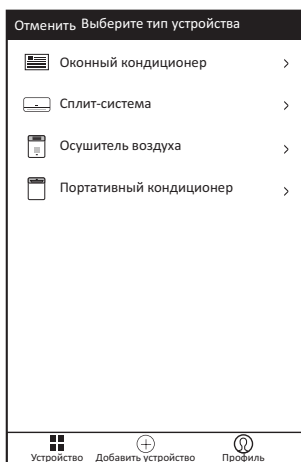 Отменить Выберите тип устройства
Оконный кондиционер
Сплит-система
Осушитель воздуха
Портативный кондиционер
Устройство Добавить устройство Профиль